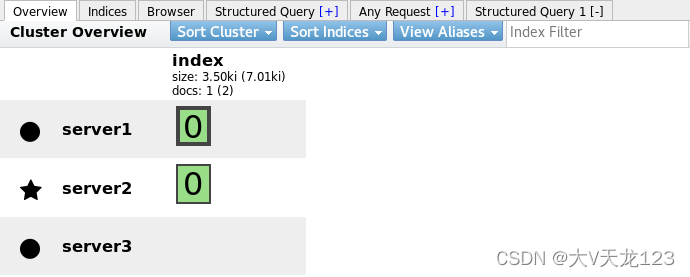 Overview Indices Browser Structured Query [+] Any Request [+] Structured Query 1 [-]
Cluster Overview Sort Cluster Sort Indices View Aliases Index Filter
index
size: 3.50ki (7.01ki)
docs: 1 (2)
server1 0
server2 0
server3
CSDN @大V天龙123